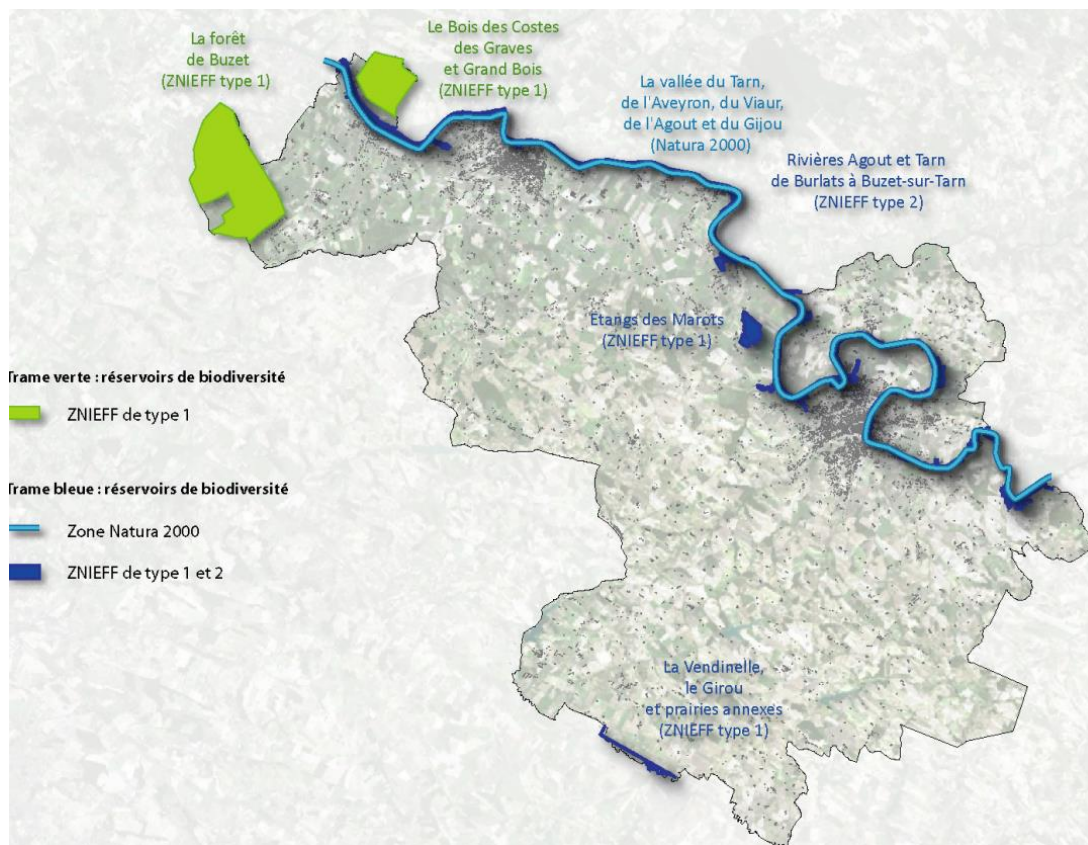 La forêt
de Buzet
(ZNIEFF type 1)
Le Bois des Costes
des Graves
et Grand Bois
(ZNIEFF type 1)
La vallée du Tarn,
de l'Aveyron, du Viaur,
de l'Agout et du Gijou
(Natura 2000)
Rivières Agout et Tarn
de Burlats à Buzet-sur-Tarn
(ZNIEFF type 2)
Etangs des Marots
(ZNIEFF type 1)
Trame verte : réservoirs de biodiversité
ZNIEFF de type 1
Trame bleue : réservoirs de biodiversité
Zone Natura 2000
ZNIEFF de type 1 et 2
La Vendinelle,
le Girou
et prairies annexes
(ZNIEFF type 1)